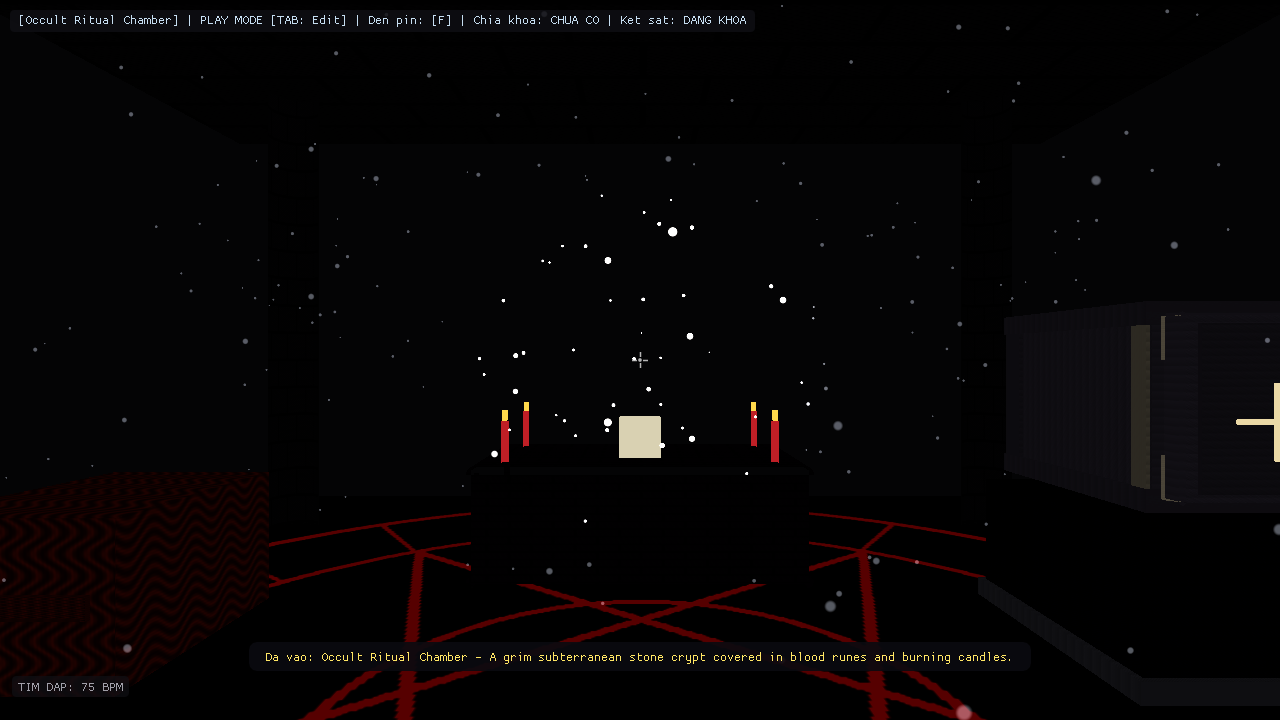 [Occult Ritual Chamber] | PLAY MODE [TAB: Edit] | Den pin: [F] | Chia khoa: CHUA CO | Ket sat: DANG KHOA
Da vao: Occult Ritual Chamber - A grim subterranean stone crypt covered in blood runes and burning candles.
TIM DAP: 75 BPM